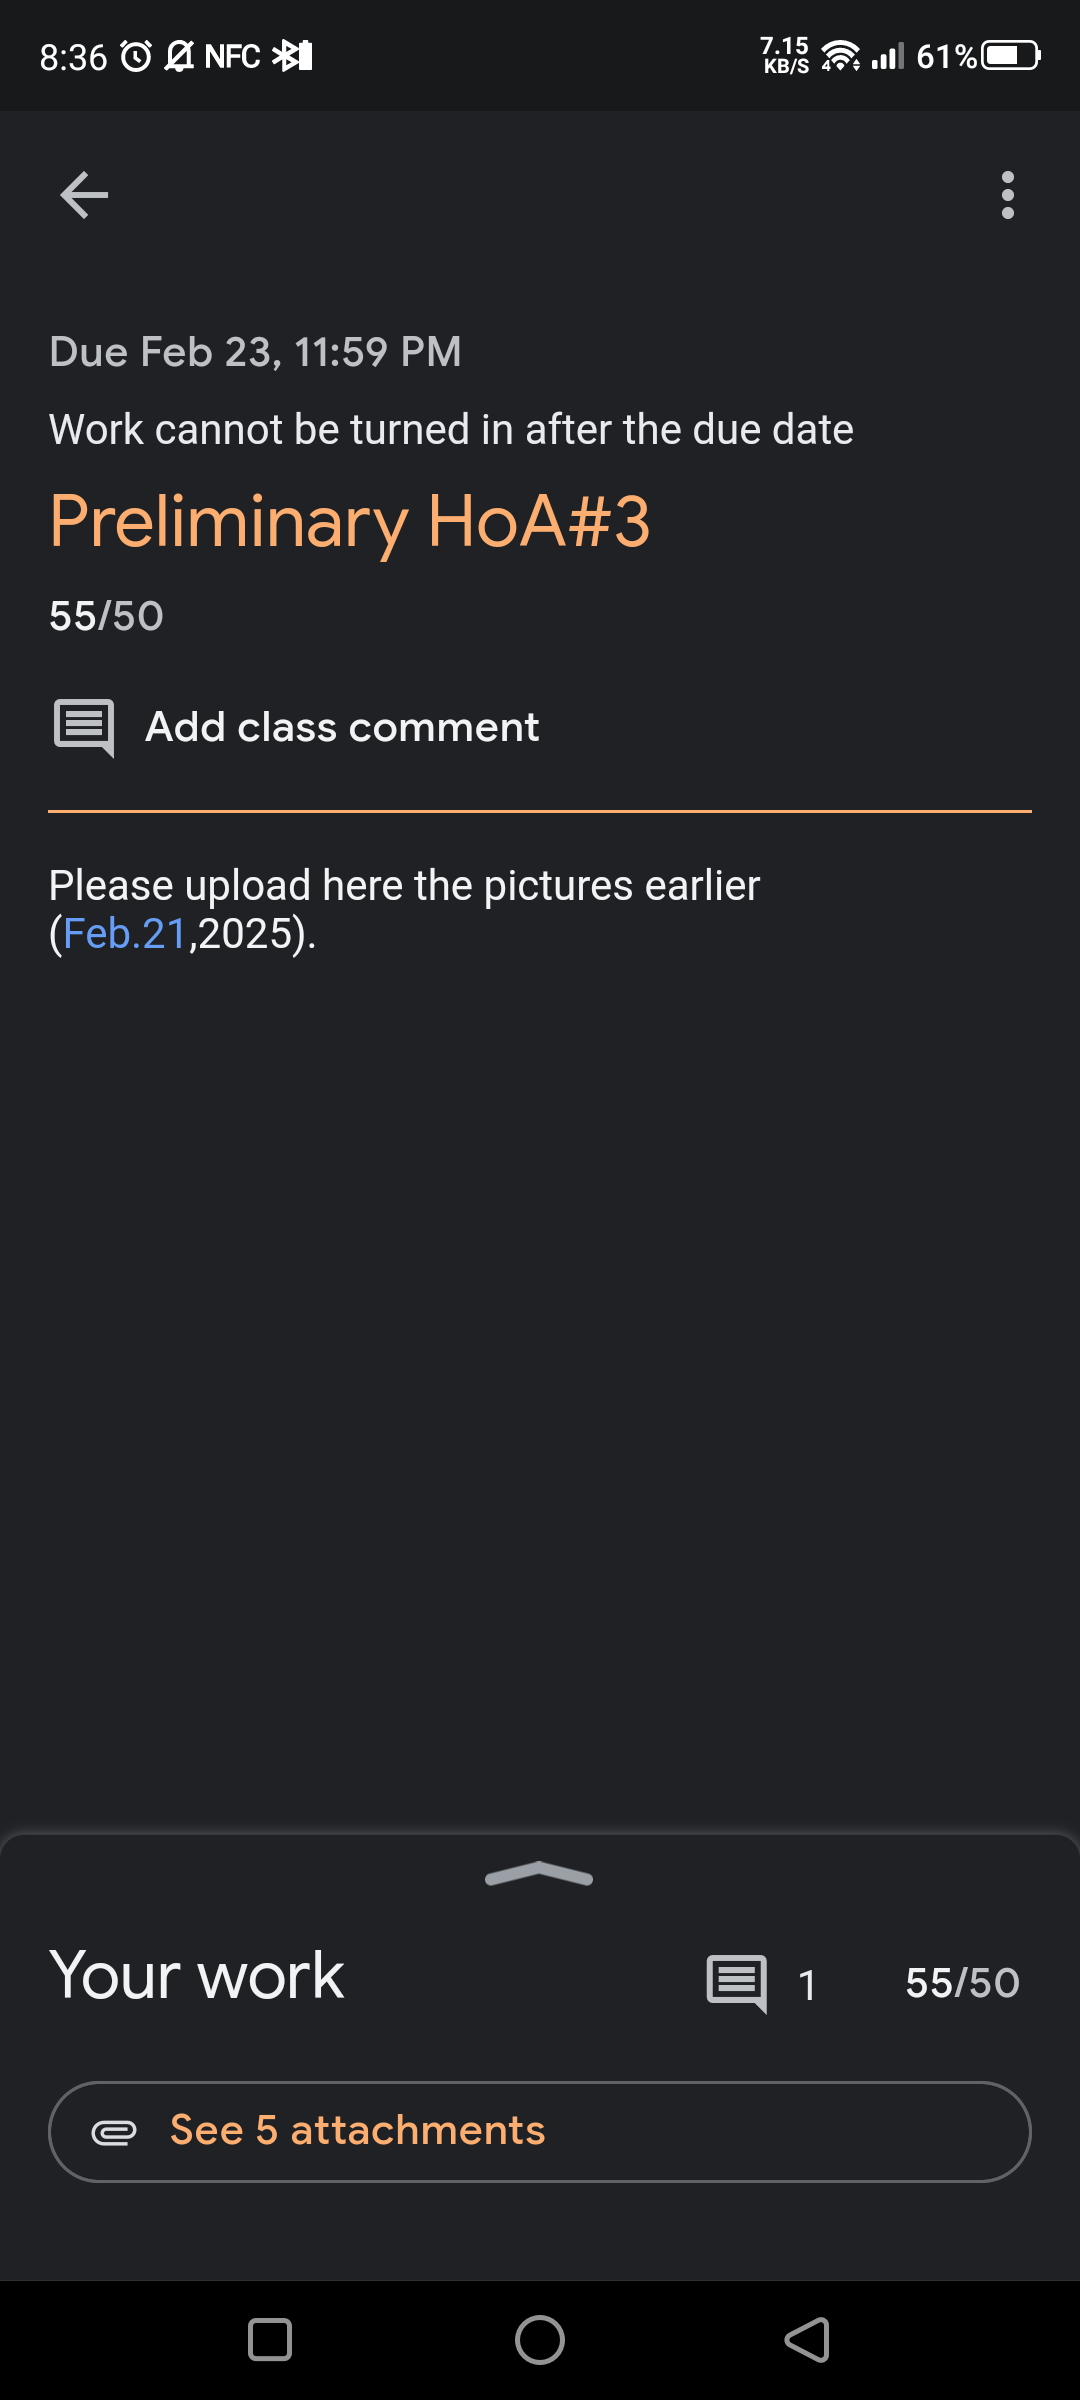 8:36 NFC 7.15 KB/S 4 61%
Due Feb 23, 11:59 PM
Work cannot be turned in after the due date
Preliminary HoA#3
55/50
Add class comment
Please upload here the pictures earlier
(Feb.21,2025).
Your work 1 55/50
See 5 attachments